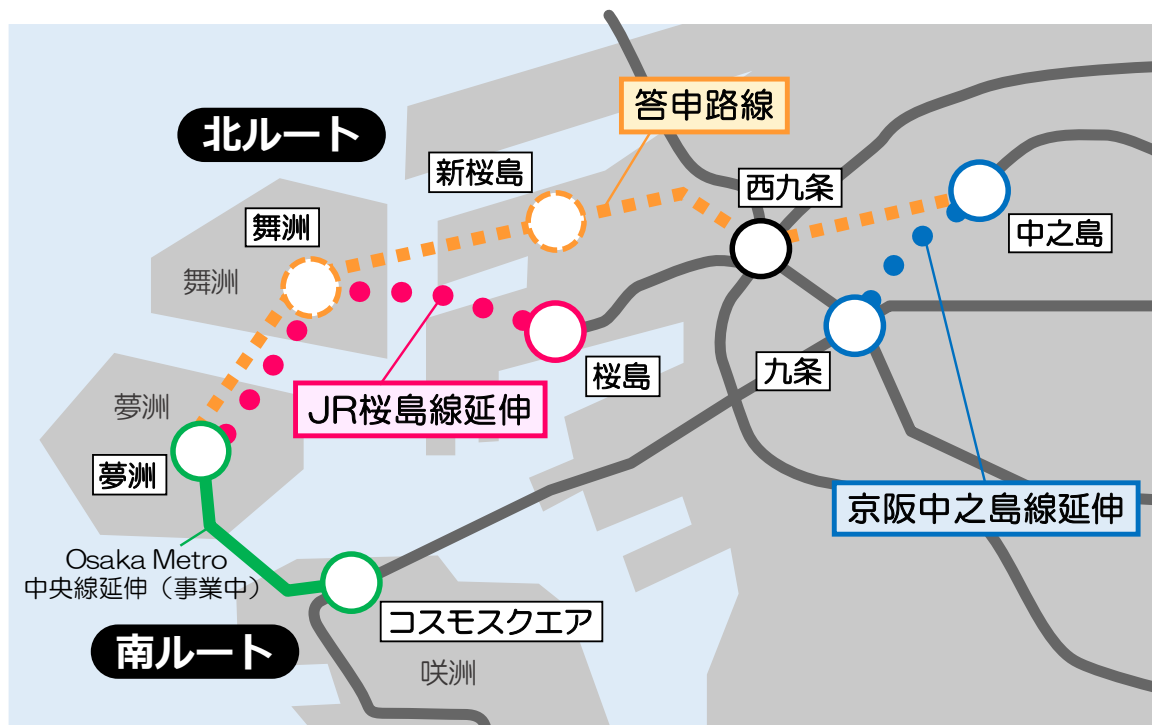 答申路線
北ルート
新桜島
西九条
舞洲
中之島
舞洲
桜島
九条
JR桜島線延伸
夢洲
夢洲
京阪中之島線延伸
Osaka Metro
中央線延伸（事業中）
コスモスクエア
南ルート
咲洲